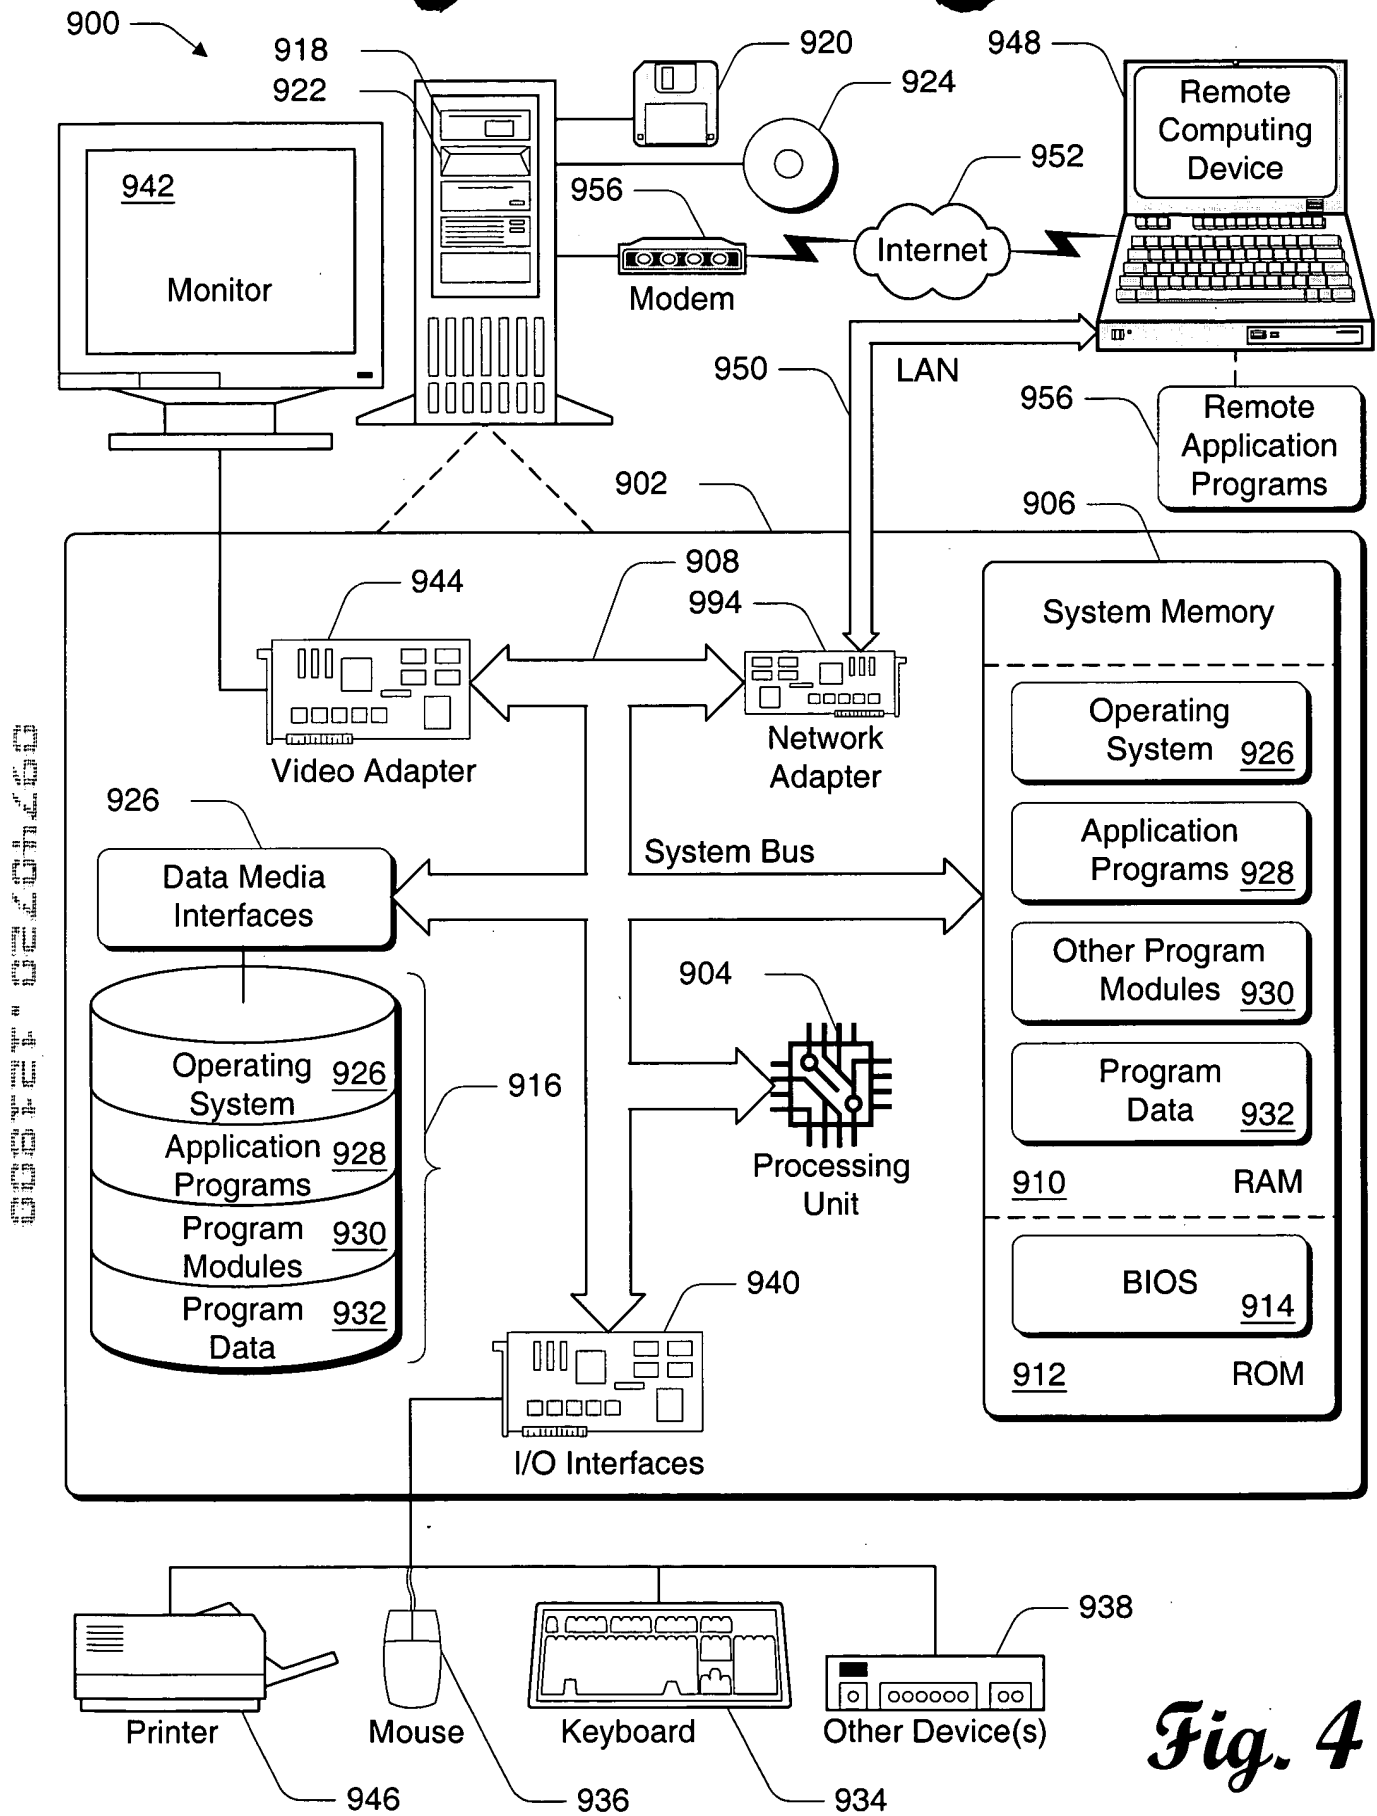 900
918
922
920
924
948
Remote
Computing
Device
942
Monitor
956
Modem
952
Internet
950
LAN
956
Remote
Application
Programs
902
906
908
944
994
Video Adapter
Network
Adapter
System Memory
Operating
System 926
Application
Programs 928
Other Program
Modules 930
Program
Data 932
910 RAM
BIOS
914
912 ROM
926
Data Media
Interfaces
System Bus
904
Processing
Unit
Operating
System 926
Application
Programs 928
Program
Modules 930
Program
Data 932
916
940
I/O Interfaces
938
Printer
Mouse
Keyboard
Other Device(s)
946
936
934
Fig. 4